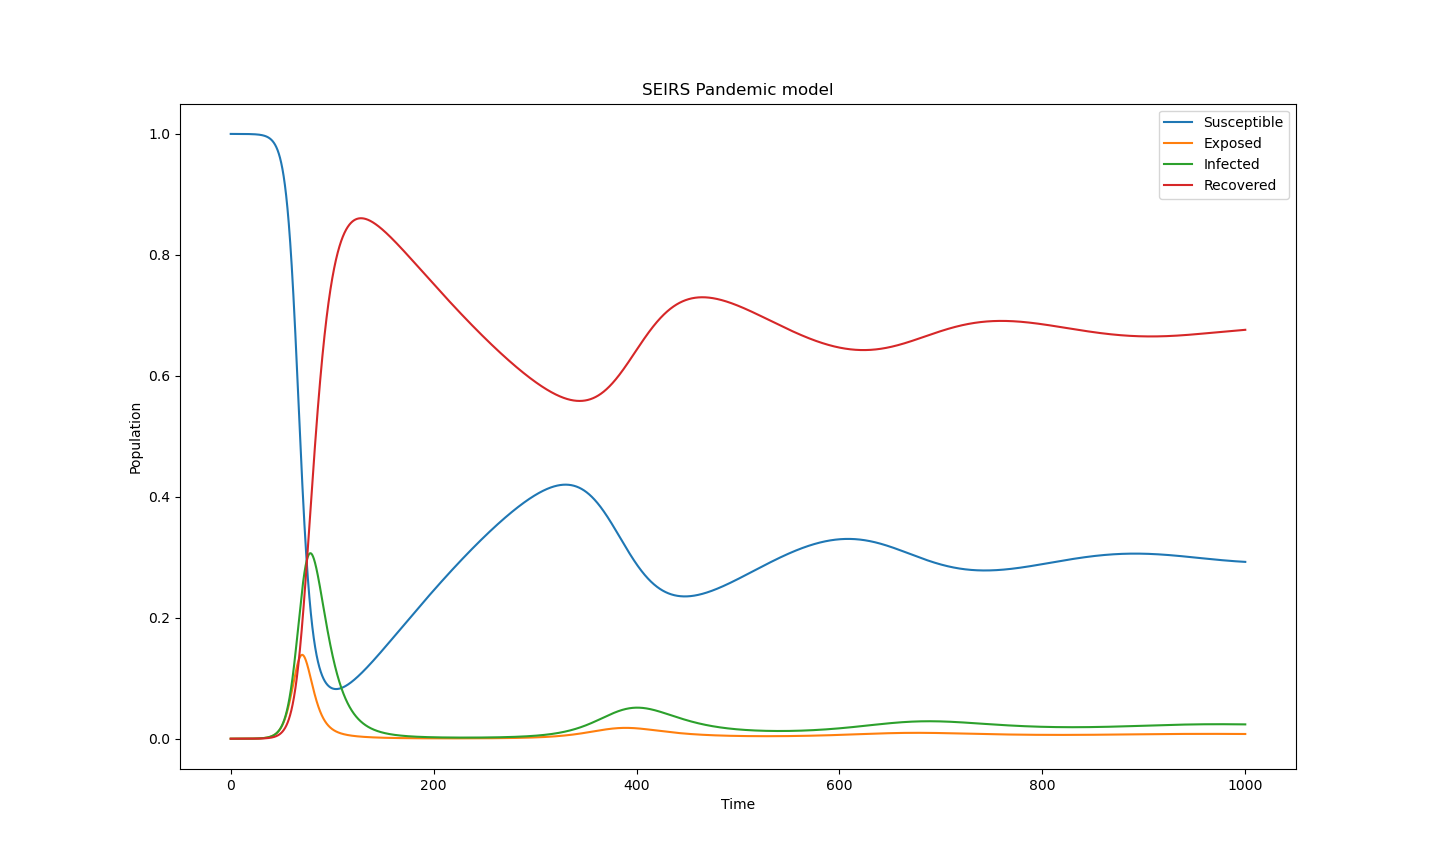 SEIRS Pandemic model
Susceptible
Exposed
Infected
Recovered
Population
1.0
0.8
0.6
0.4
0.2
0.0
0 200 400 600 800 1000
Time